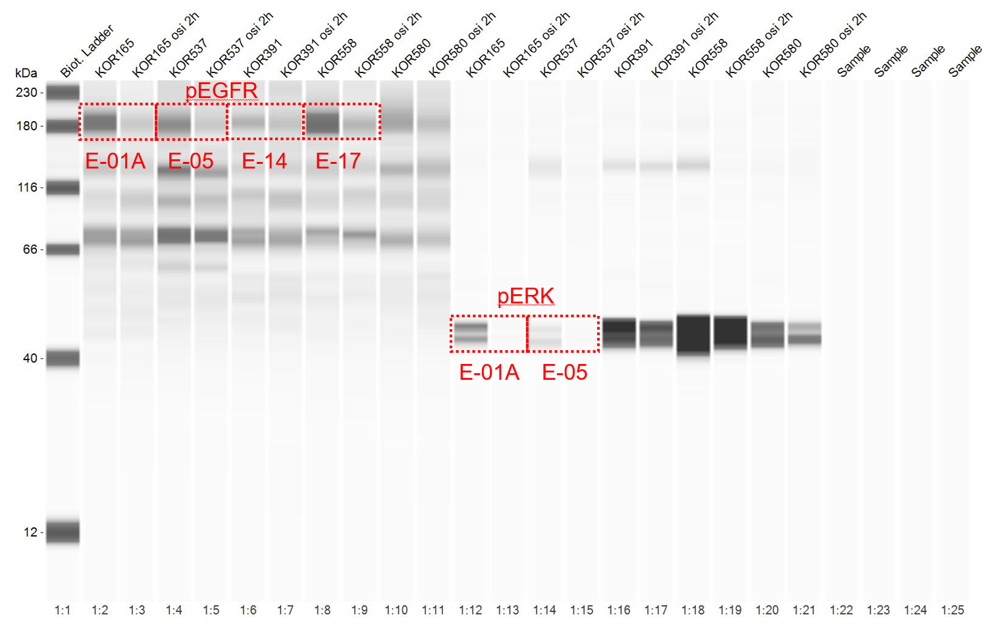 kDa
Biot. Ladder
KOR165
KOR165 osi 2h
KOR537
KOR537 osi 2h
KOR391
KOR391 osi 2h
KOR558
KOR558 osi 2h
KOR580
KOR580 osi 2h
KOR165
KOR165 osi 2h
KOR537
KOR537 osi 2h
KOR391
KOR391 osi 2h
KOR558
KOR558 osi 2h
KOR580
KOR580 osi 2h
Sample
Sample
Sample
Sample
230 -
pEGFR
180 -
E-01A E-05 E-14 E-17
116 -
66 -
pERK
40 -
E-01A E-05
12 -
1:1 1:2 1:3 1:4 1:5 1:6 1:7 1:8 1:9 1:10 1:11 1:12 1:13 1:14 1:15 1:16 1:17 1:18 1:19 1:20 1:21 1:22 1:23 1:24 1:25